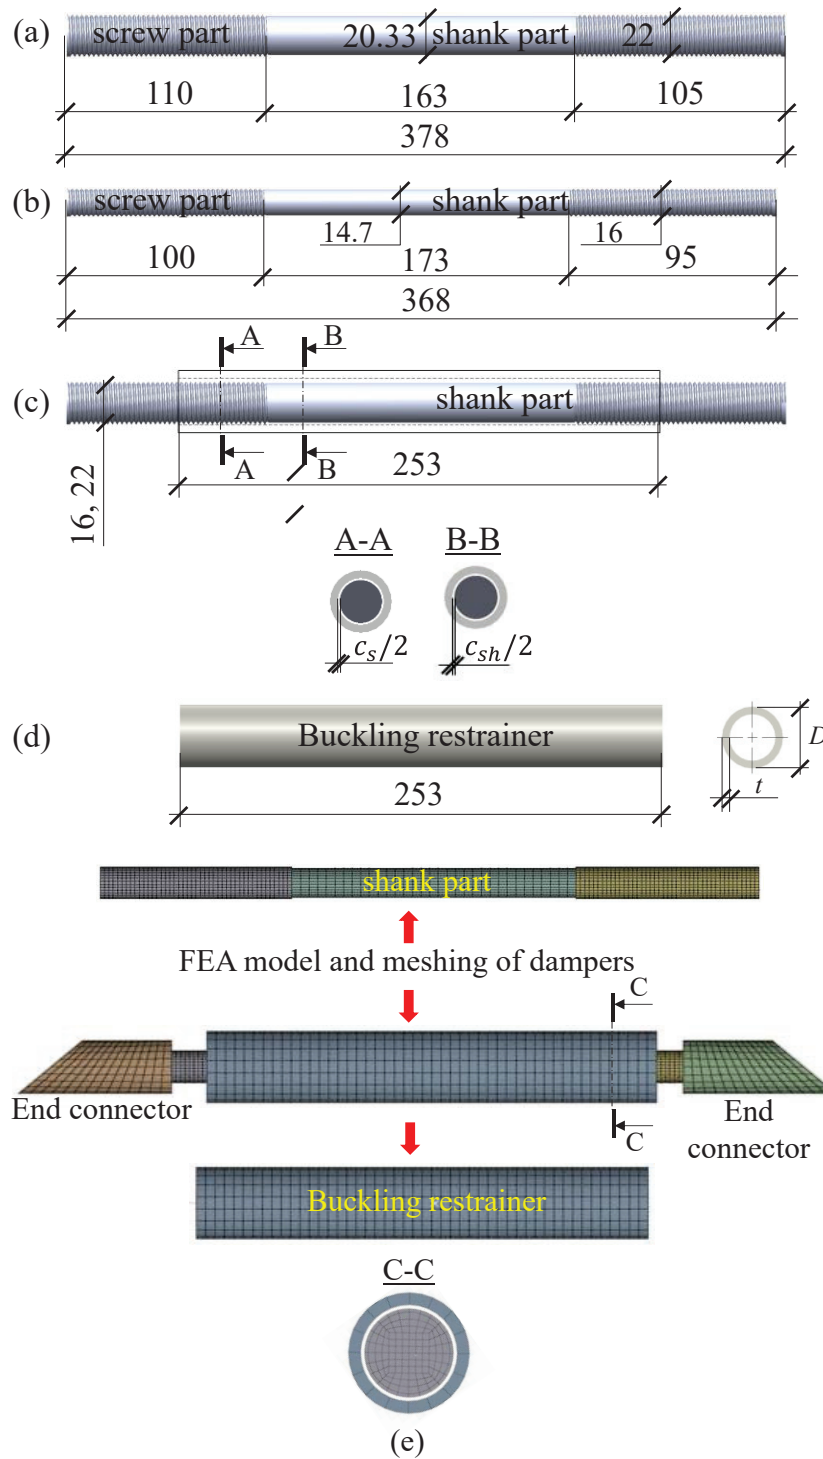 (a)
screw part
20.33
shank part
22
110
163
105
378
(b)
screw part
shank part
14.7
16
100
173
95
368
A
B
(c)
shank part
A
B
253
16, 22
A-A
B-B
c_s/2
c_sh/2
(d)
Buckling restrainer
D
253
t
shank part
FEA model and meshing of dampers
C
End connector
End
connector
C
Buckling restrainer
C-C
(e)